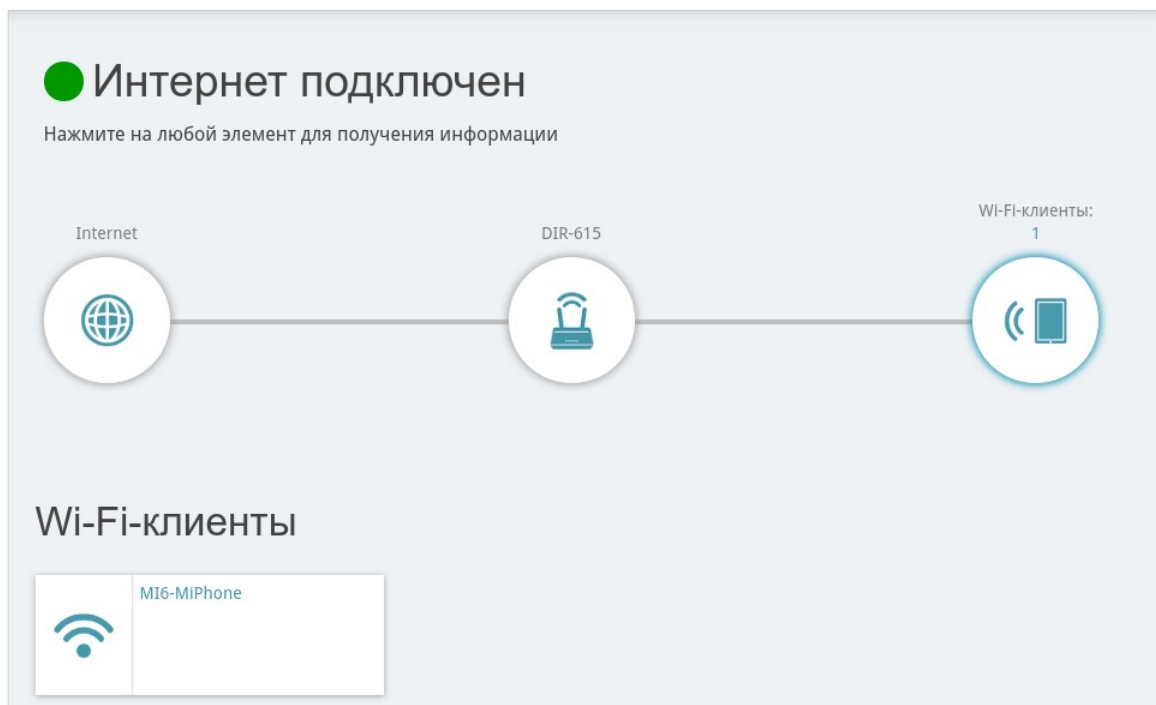 Интернет подключен
Нажмите на любой элемент для получения информации
Internet
DIR-615
Wi-Fi-клиенты:
1
Wi-Fi-клиенты
MI6-MiPhone